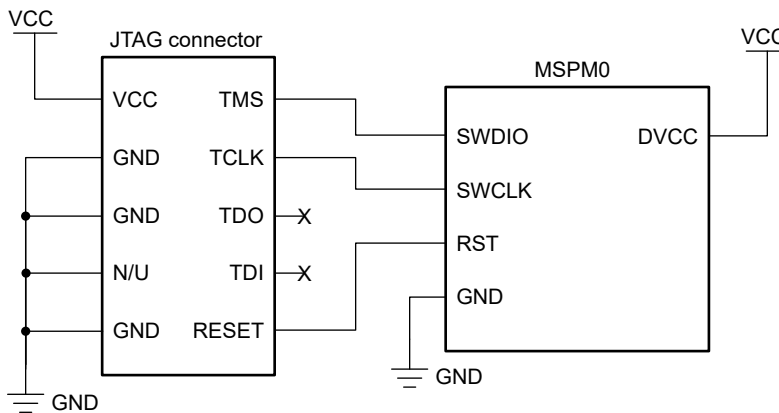 VCC
JTAG connector
VCC
TMS
GND
TCLK
GND
TDO
X
N/U
TDI
X
GND
RESET
GND
MSPM0
VCC
SWDIO
DVCC
SWCLK
RST
GND
GND